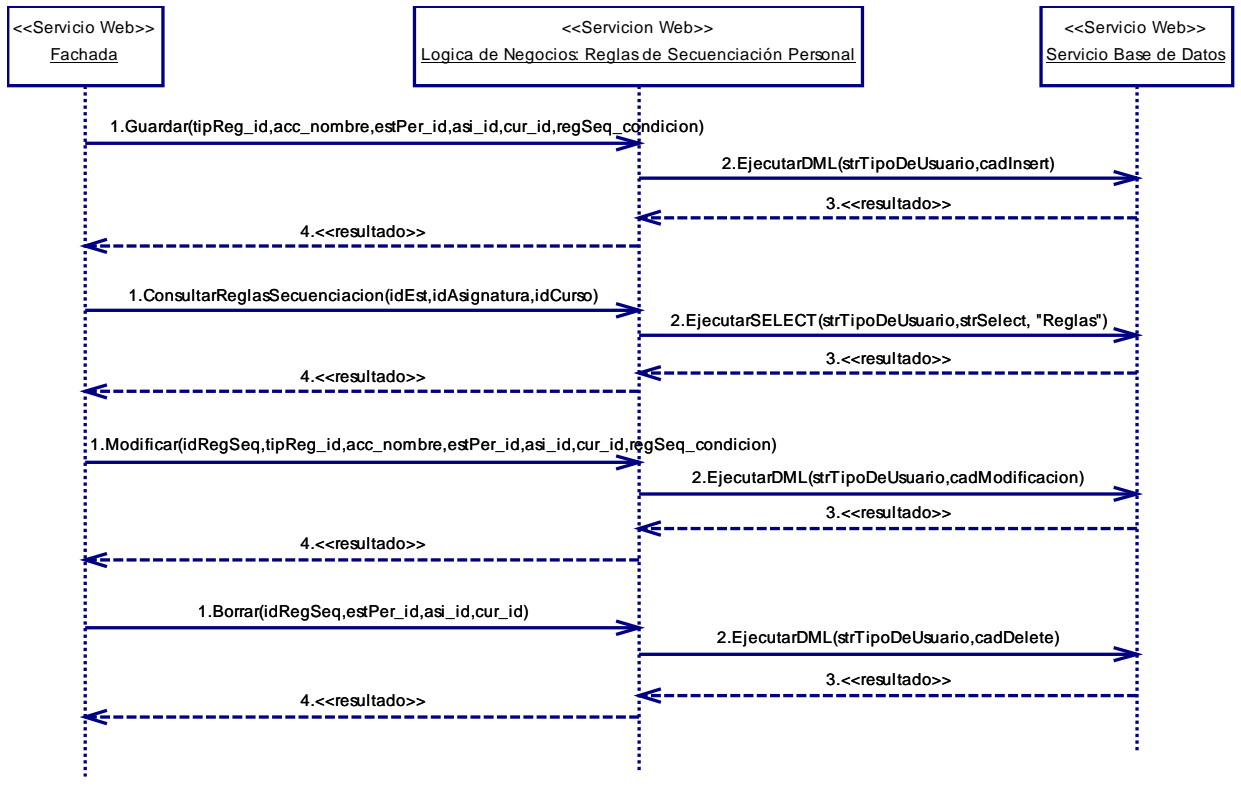 <<Servicio Web>>
Fachada
<<Servicion Web>>
Logica de Negocios: Reglas de Secuenciación Personal
<<Servicio Web>>
Servicio Base de Datos
1.Guardar(tipReg_id,acc_nombre,estPer_id,asi_id,cur_id,regSeq_condicion)
2.EjecutarDML(strTipoDeUsuario,cadInsert)
3.<<resultado>>
4.<<resultado>>
1.ConsultarReglasSecuenciacion(idEst,idAsignatura,idCurso)
2.EjecutarSELECT(strTipoDeUsuario,strSelect, "Reglas")
3.<<resultado>>
4.<<resultado>>
1.Modificar(idRegSeq,tipReg_id,acc_nombre,estPer_id,asi_id,cur_id,regSeq_condicion)
2.EjecutarDML(strTipoDeUsuario,cadModificacion)
3.<<resultado>>
4.<<resultado>>
1.Borrar(idRegSeq,estPer_id,asi_id,cur_id)
2.EjecutarDML(strTipoDeUsuario,cadDelete)
3.<<resultado>>
4.<<resultado>>